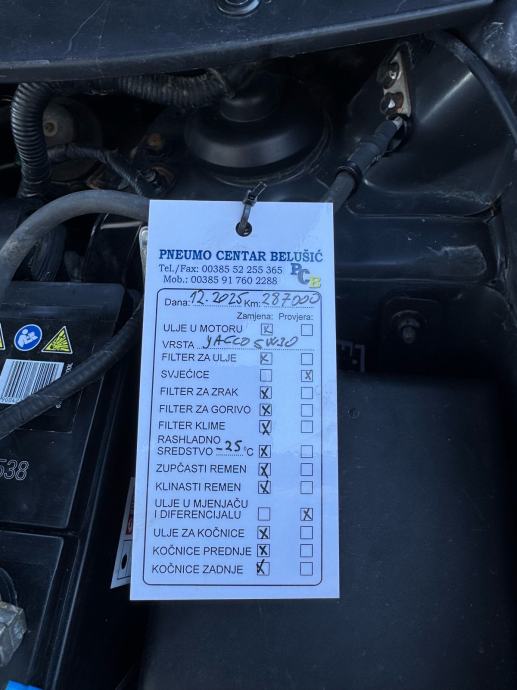 PNEUMO CENTAR BELUŠIĆ
Tel./Fax: 00385 52 255 365
Mob.: 00385 91 760 2288
PCB
Dana: 12.2025 Km: 287000
Zamjena: Provjera:
ULJE U MOTORU X
VRSTA YACCO 5W30
FILTER ZA ULJE X
SVJEĆICE X
FILTER ZA ZRAK X
FILTER ZA GORIVO X
FILTER KLIME X
RASHLADNO
SREDSTVO -25 °C X
ZUPČASTI REMEN X
KLINASTI REMEN X
ULJE U MJENJAČU
I DIFERENCIJALU X
ULJE ZA KOČNICE X
KOČNICE PREDNJE X
KOČNICE ZADNJE X
538